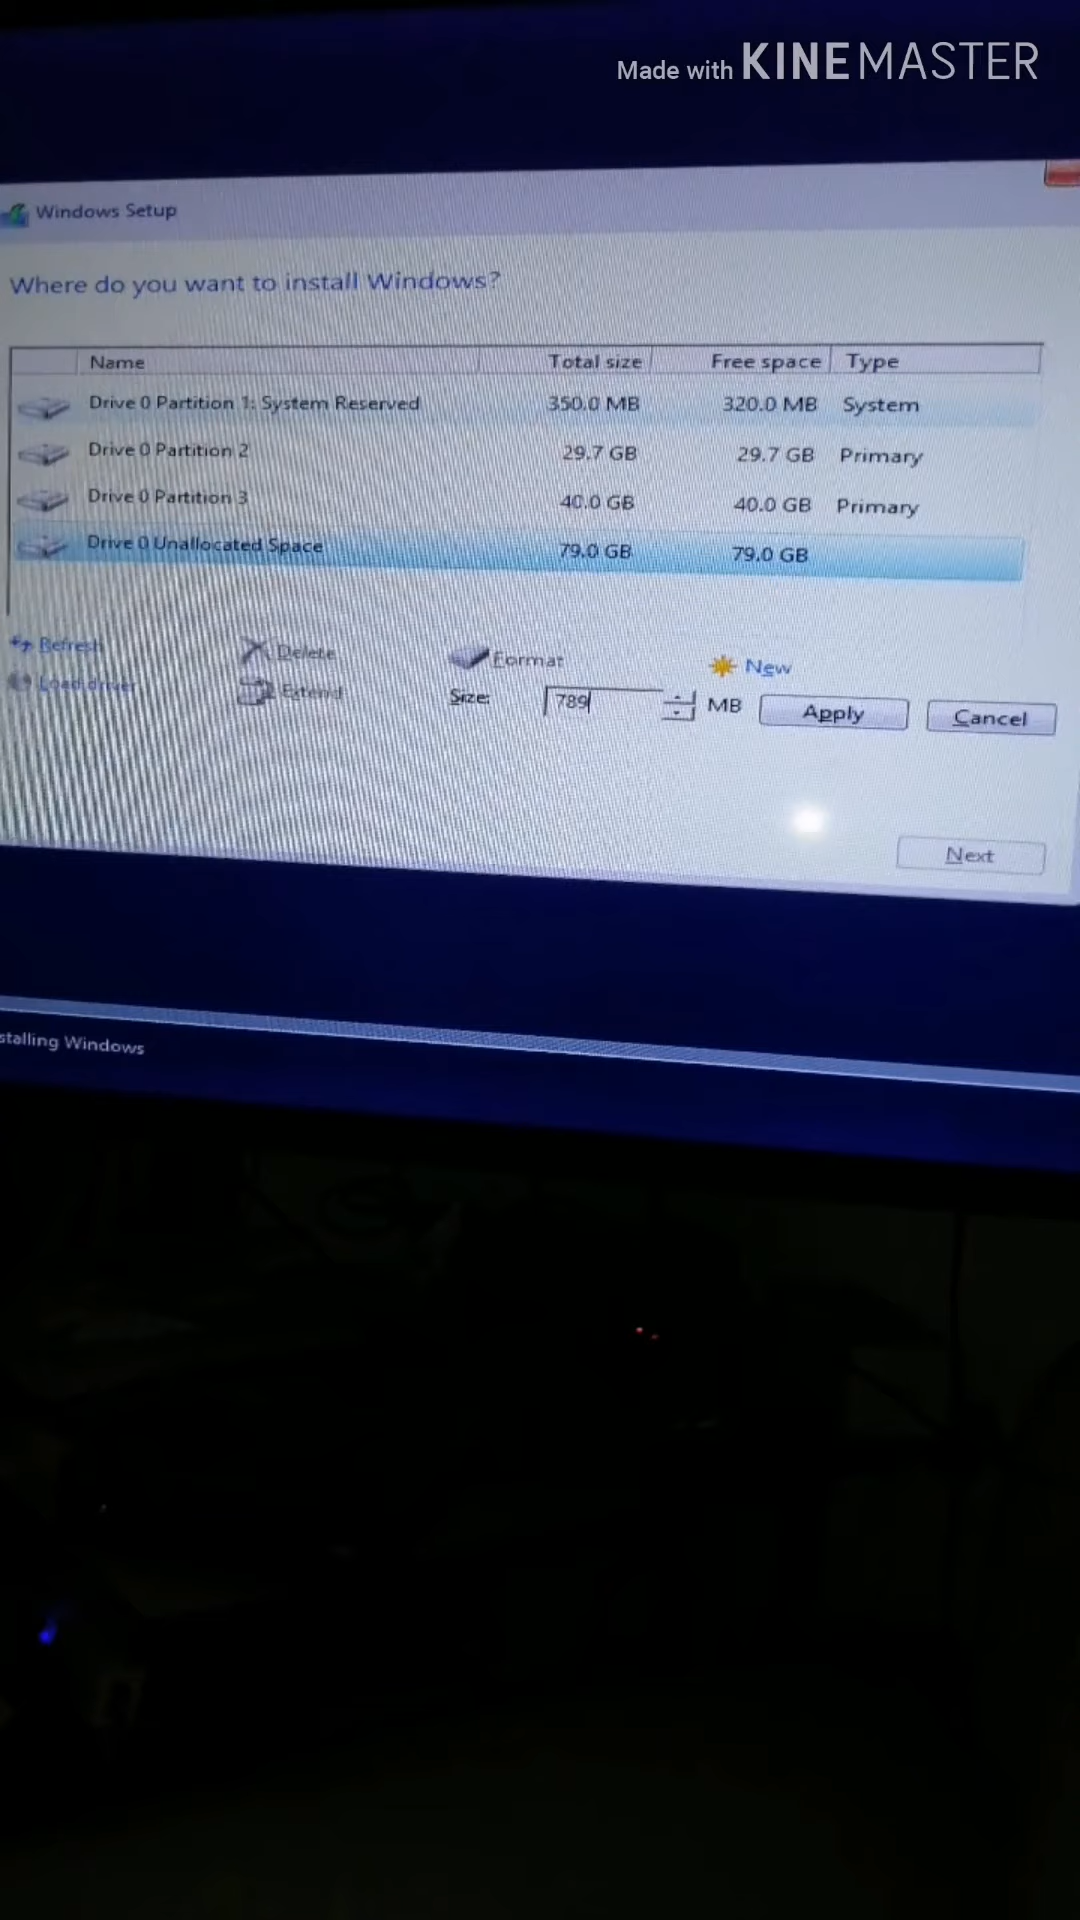 Made with KINEMASTER
Windows Setup
Where do you want to install Windows?
Name Total size Free space Type
Drive 0 Partition 1: System Reserved 350.0 MB 320.0 MB System
Drive 0 Partition 2 29.7 GB 29.7 GB Primary
Drive 0 Partition 3 40.0 GB 40.0 GB Primary
Drive 0 Unallocated Space 79.0 GB 79.0 GB
Refresh Delete Format New
Load driver Extend Size: 789 MB Apply Cancel
Next
stalling Windows